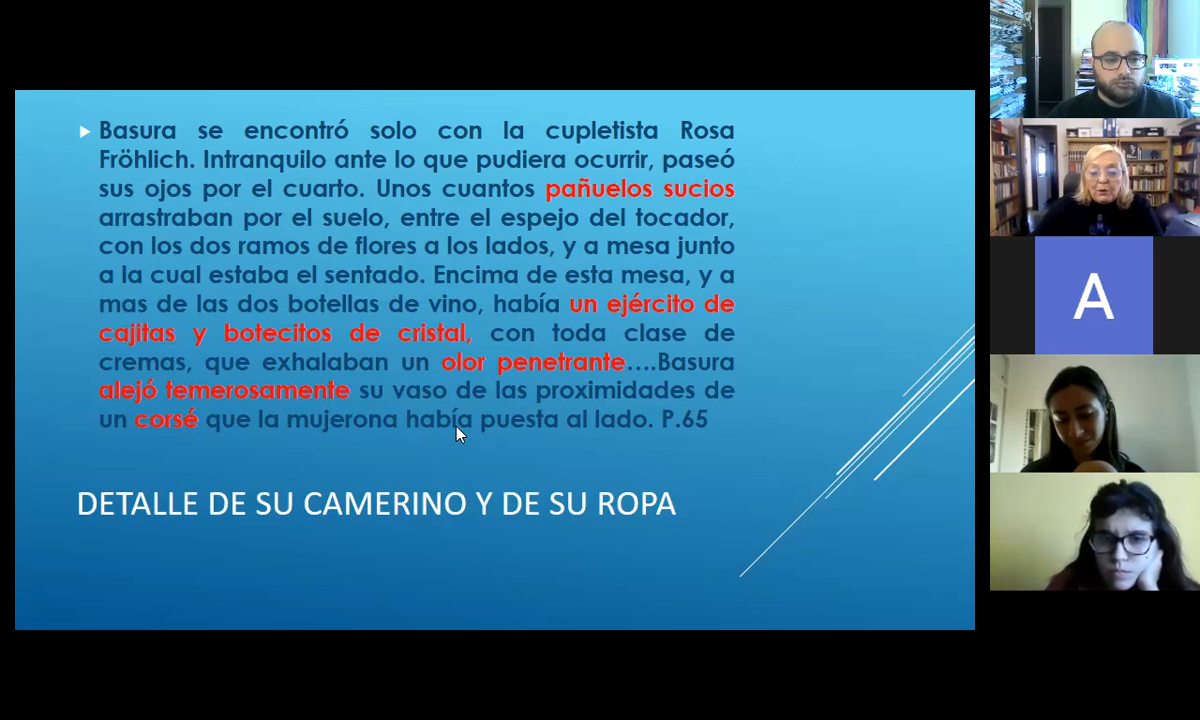 Basura se encontró solo con la cupletista Rosa
Fröhlich. Intranquilo ante lo que pudiera ocurrir, paseó
sus ojos por el cuarto. Unos cuantos pañuelos sucios
arrastraban por el suelo, entre el espejo del tocador,
con los dos ramos de flores a los lados, y a mesa junto
a la cual estaba el sentado. Encima de esta mesa, y a
mas de las dos botellas de vino, había un ejército de
cajitas y botecitos de cristal, con toda clase de
cremas, que exhalaban un olor penetrante....Basura
alejó temerosamente su vaso de las proximidades de
un corsé que la mujerona había puesta al lado. P.65
DETALLE DE SU CAMERINO Y DE SU ROPA
A